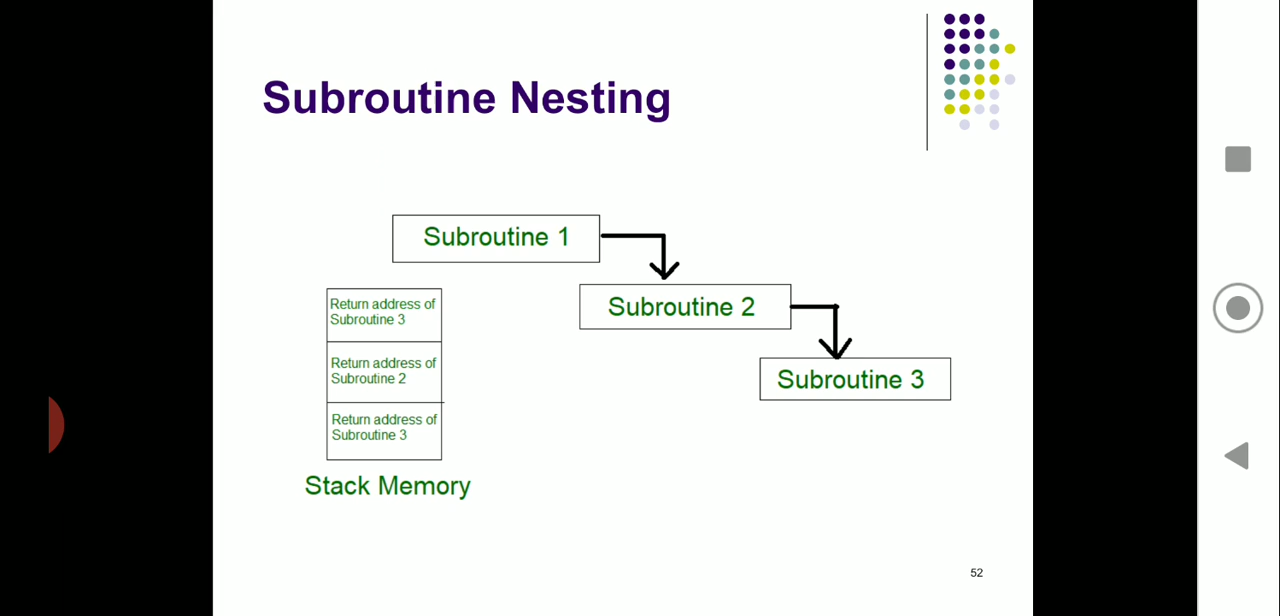 Subroutine Nesting
Subroutine 1
Subroutine 2
Subroutine 3
Return address of
Subroutine 3
Return address of
Subroutine 2
Return address of
Subroutine 3
Stack Memory
52